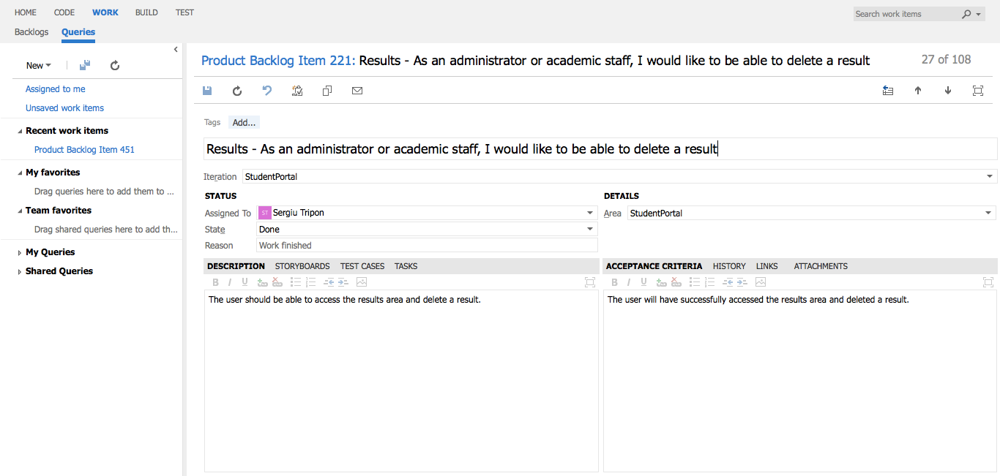 HOME CODE WORK BUILD TEST
Search work items
Backlogs Queries
New
Assigned to me
Unsaved work items
Recent work items
Product Backlog Item 451
My favorites
Drag queries here to add them to ...
Team favorites
Drag shared queries here to add th...
My Queries
Shared Queries
Product Backlog Item 221: Results - As an administrator or academic staff, I would like to be able to delete a result
27 of 108
Tags Add...
Results - As an administrator or academic staff, I would like to be able to delete a result
Iteration StudentPortal
STATUS
Assigned To ST Sergiu Tripon
State Done
Reason Work finished
DETAILS
Area StudentPortal
DESCRIPTION STORYBOARDS TEST CASES TASKS
B I U
The user should be able to access the results area and delete a result.
ACCEPTANCE CRITERIA HISTORY LINKS ATTACHMENTS
B I U
The user will have successfully accessed the results area and deleted a result.